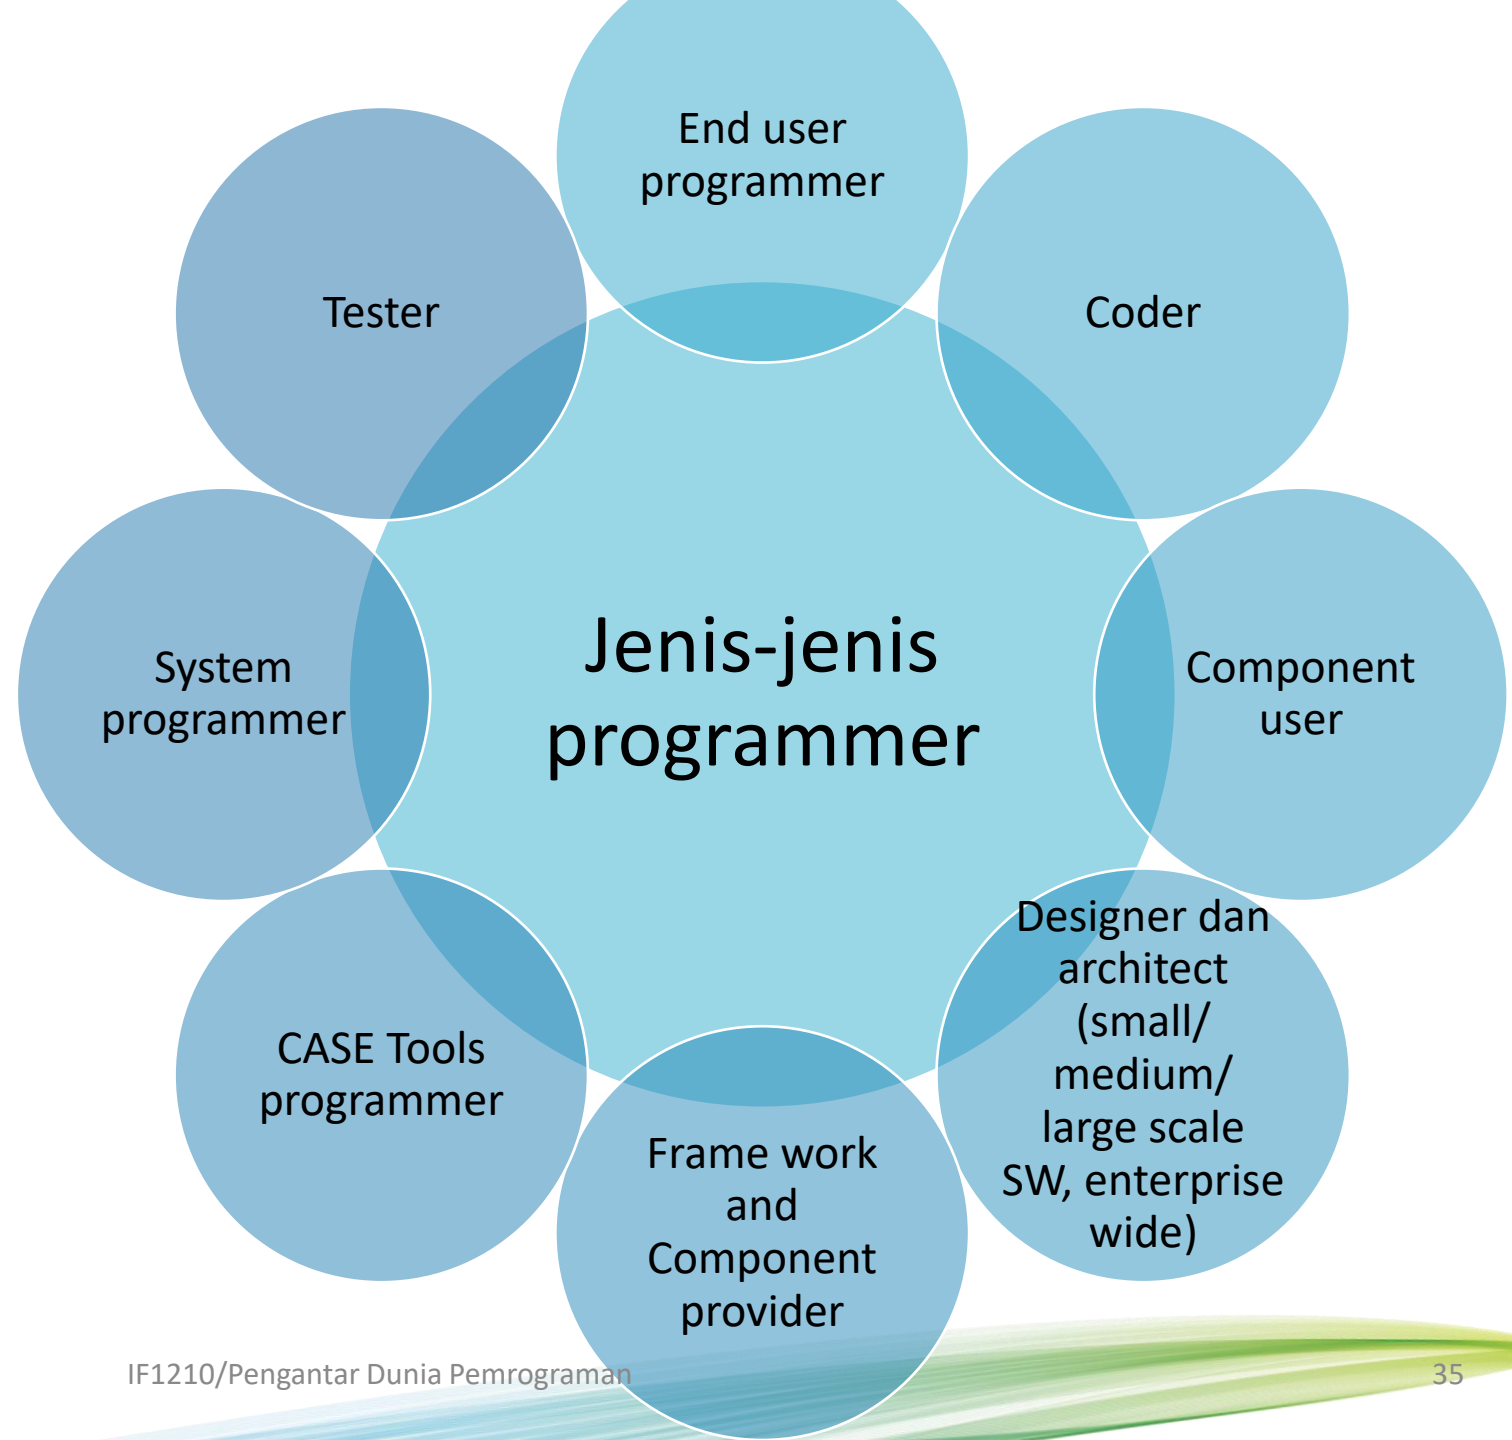 End user
programmer
Coder
Component
user
Designer dan
architect
(small/
medium/
large scale
SW, enterprise
wide)
Frame work
and
Component
provider
CASE Tools
programmer
System
programmer
Tester
Jenis-jenis
programmer
IF1210/Pengantar Dunia Pemrograman
35